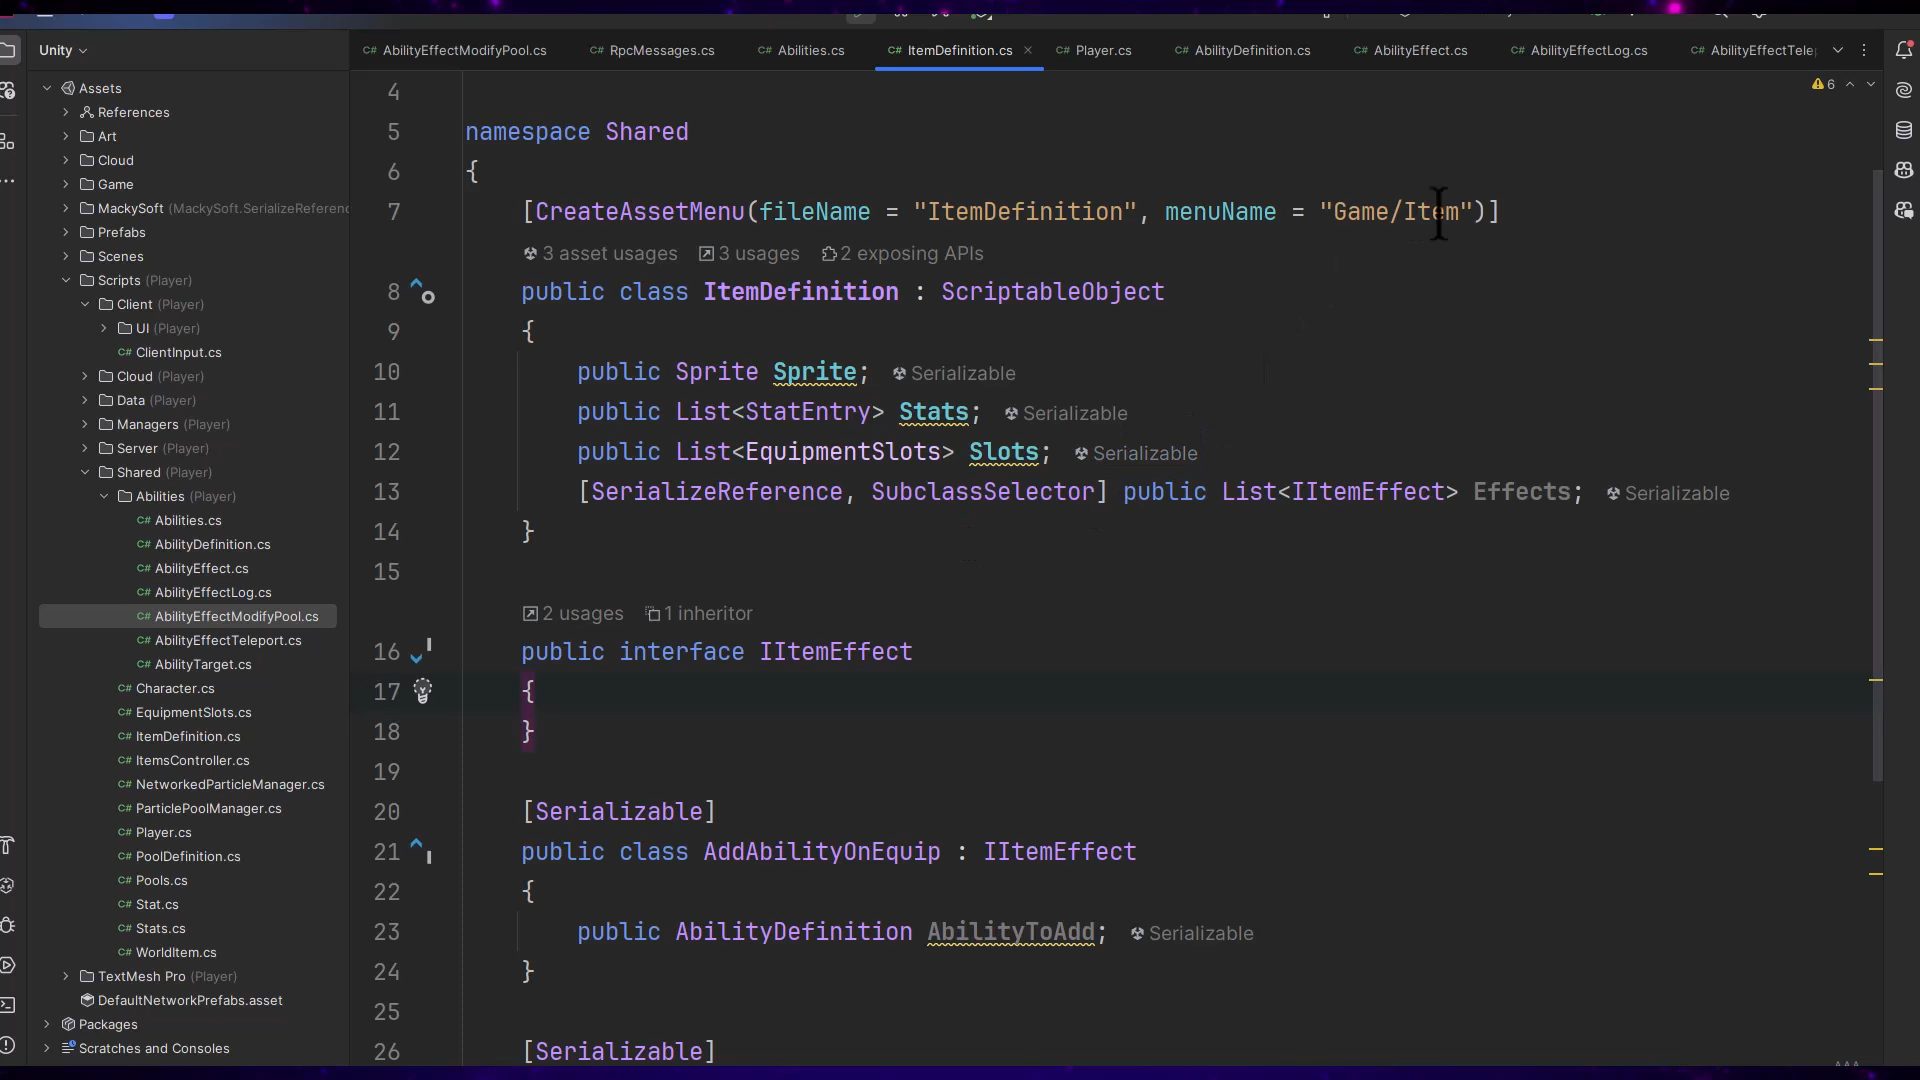 Unity
AbilityEffectModifyPool.cs
RpcMessages.cs
Abilities.cs
ItemDefinition.cs
Player.cs
AbilityDefinition.cs
AbilityEffect.cs
AbilityEffectLog.cs
AbilityEffectTele
6
Assets
References
Art
Cloud
Game
MackySoft (MackySoft.SerializeReferenc
Prefabs
Scenes
Scripts (Player)
Client (Player)
UI (Player)
C# ClientInput.cs
Cloud (Player)
Data (Player)
Managers (Player)
Server (Player)
Shared (Player)
Abilities (Player)
C# Abilities.cs
C# AbilityDefinition.cs
C# AbilityEffect.cs
C# AbilityEffectLog.cs
C# AbilityEffectModifyPool.cs
C# AbilityEffectTeleport.cs
C# AbilityTarget.cs
C# Character.cs
C# EquipmentSlots.cs
C# ItemDefinition.cs
C# ItemsController.cs
C# NetworkedParticleManager.cs
C# ParticlePoolManager.cs
C# Player.cs
C# PoolDefinition.cs
C# Pools.cs
C# Stat.cs
C# Stats.cs
C# WorldItem.cs
TextMesh Pro (Player)
DefaultNetworkPrefabs.asset
Packages
Scratches and Consoles
4
5 namespace Shared
6 {
7 [CreateAssetMenu(fileName = "ItemDefinition", menuName = "Game/Item")]
3 asset usages 3 usages 2 exposing APIs
8 public class ItemDefinition : ScriptableObject
9 {
10 public Sprite Sprite; Serializable
11 public List<StatEntry> Stats; Serializable
12 public List<EquipmentSlots> Slots; Serializable
13 [SerializeReference, SubclassSelector] public List<IItemEffect> Effects; Serializable
14 }
15
2 usages 1 inheritor
16 public interface IItemEffect
17 {
18 }
19
20 [Serializable]
21 public class AddAbilityOnEquip : IItemEffect
22 {
23 public AbilityDefinition AbilityToAdd; Serializable
24 }
25
26 [Serializable]